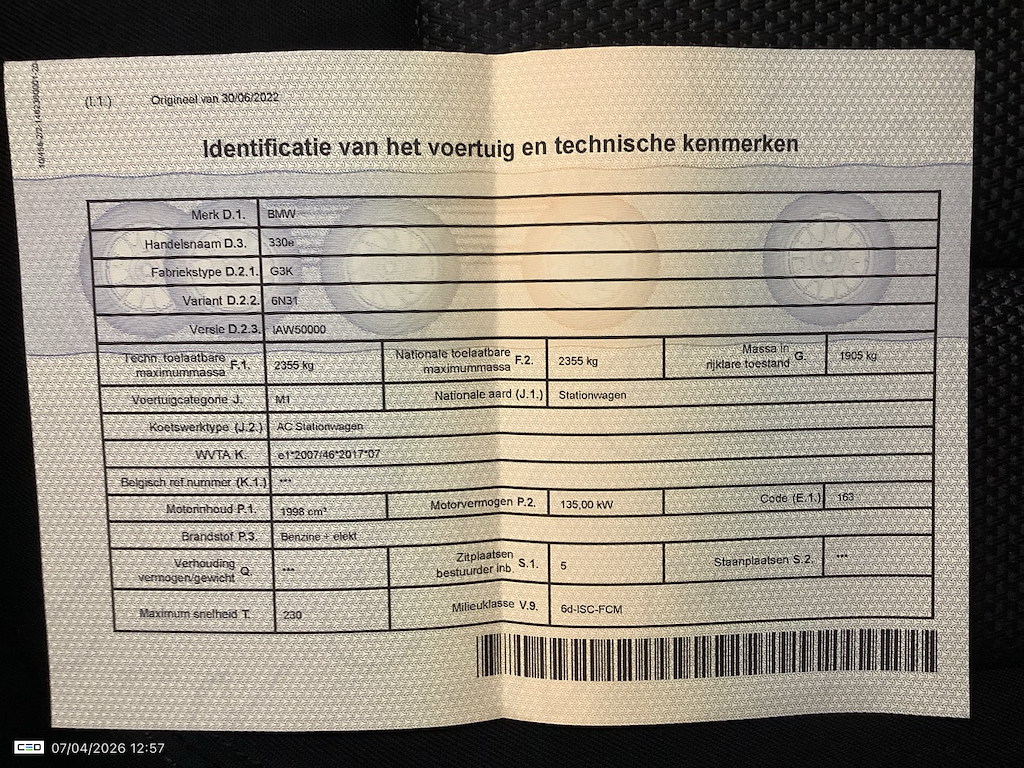 (I.1.) Origineel van 30/06/2022
Identificatie van het voertuig en technische kenmerken
Merk D.1. BMW
Handelsnaam D.3. 330e
Fabriekstype D.2.1. G3K
Variant D.2.2. 6N31
Versie D.2.3. IAW50000
Techn. toelaatbare maximummassa F.1. 2355 kg Nationale toelaatbare maximummassa F.2. 2355 kg Massa in rijklare toestand G. 1905 kg
Voertuigcategorie J. M1 Nationale aard (J.1.) Stationwagen
Koetswerktype (J.2.) AC Stationwagen
WVTA K. e1*2007/46*2017*07
Belgisch ref.nummer (K.1.) ***
Motorinhoud P.1. 1998 cm³ Motorvermogen P.2. 135,00 kW Code (E.1.) 163
Brandstof P.3. Benzine + elekt
Verhouding vermogen/gewicht Q. *** Zitplaatsen bestuurder inb. S.1. 5 Staanplaatsen S.2. ***
Maximum snelheid T. 230 Milieuklasse V.9. 6d-ISC-FCM
CEO 07/04/2026 12:57